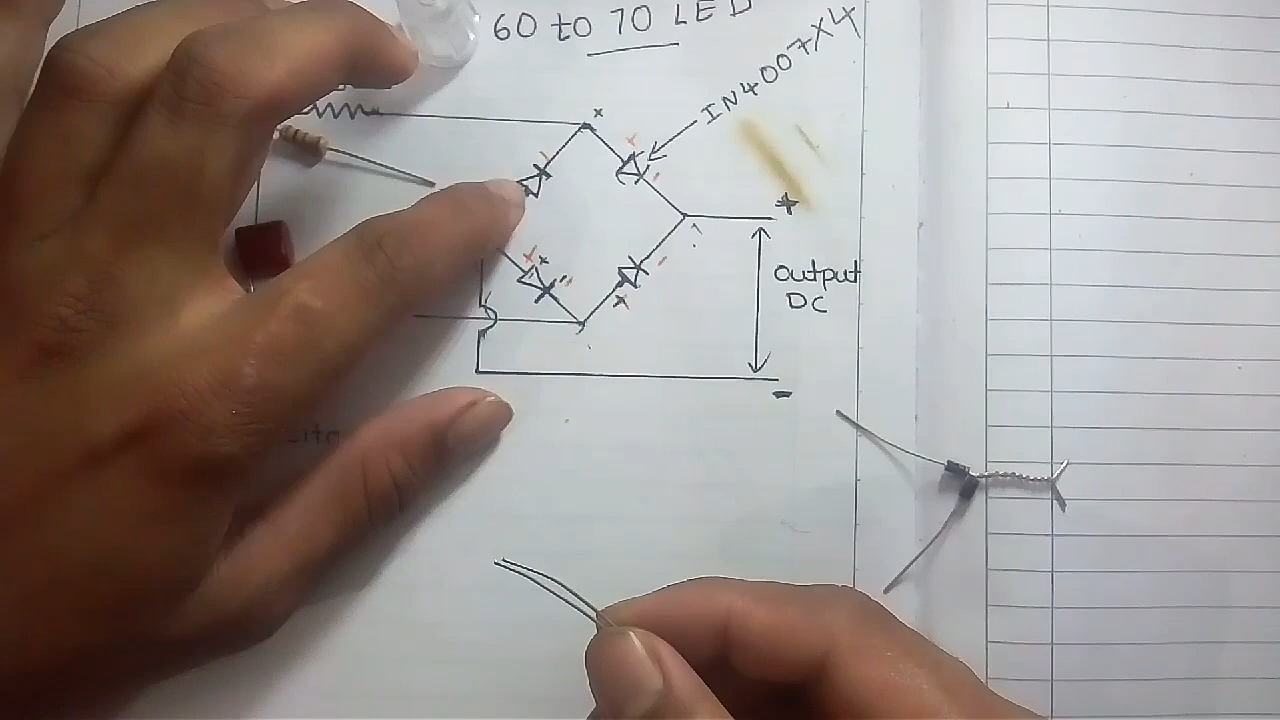 60 to 70 LED
IN4007X4
+
output
DC
-